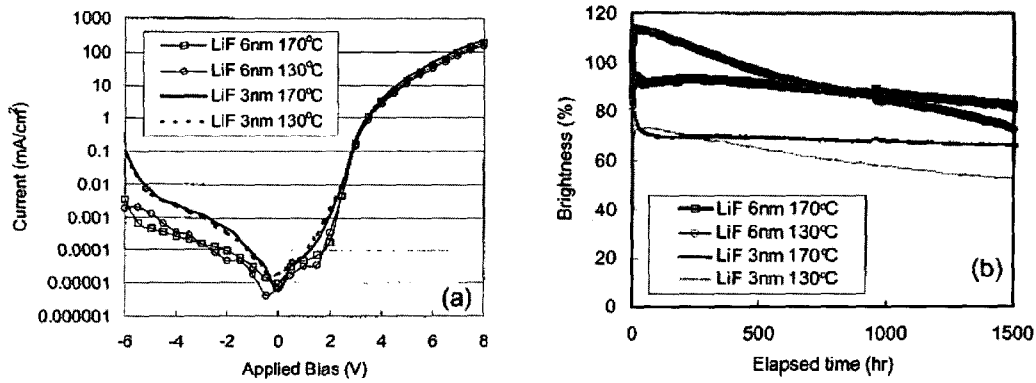 1000
100
10
1
0.1
0.01
0.001
0.0001
0.00001
0.000001
Current (mA/cm²)
LiF 6nm 170°C
LiF 6nm 130°C
LiF 3nm 170°C
LiF 3nm 130°C
(a)
-6 -4 -2 0 2 4 6 8
Applied Bias (V)
120
100
80
60
40
20
0
Brightness (%)
LiF 6nm 170°C
LiF 6nm 130°C
LiF 3nm 170°C
LiF 3nm 130°C
(b)
0 500 1000 1500
Elapsed time (hr)